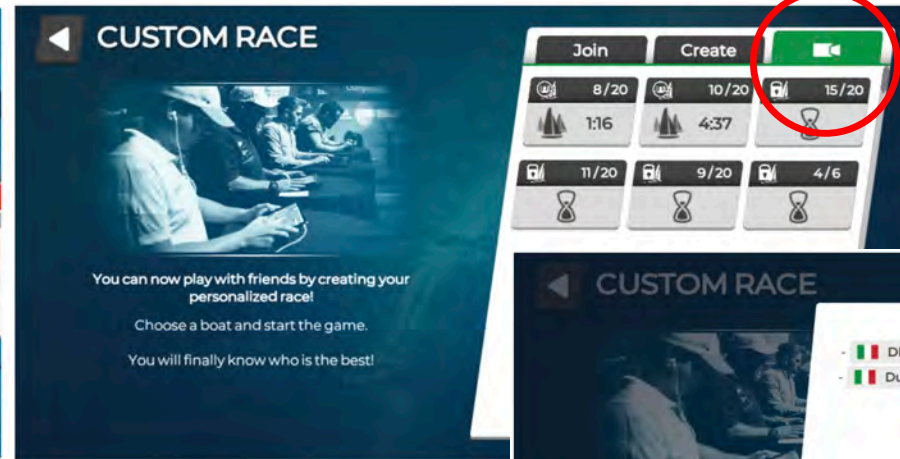 CUSTOM RACE
Join Create
8/20 10/20 15/20
1:16 4:37
11/20 9/20 4/6
You can now play with friends by creating your
personalized race!
Choose a boat and start the game.
You will finally know who is the best!
CUSTOM RACE